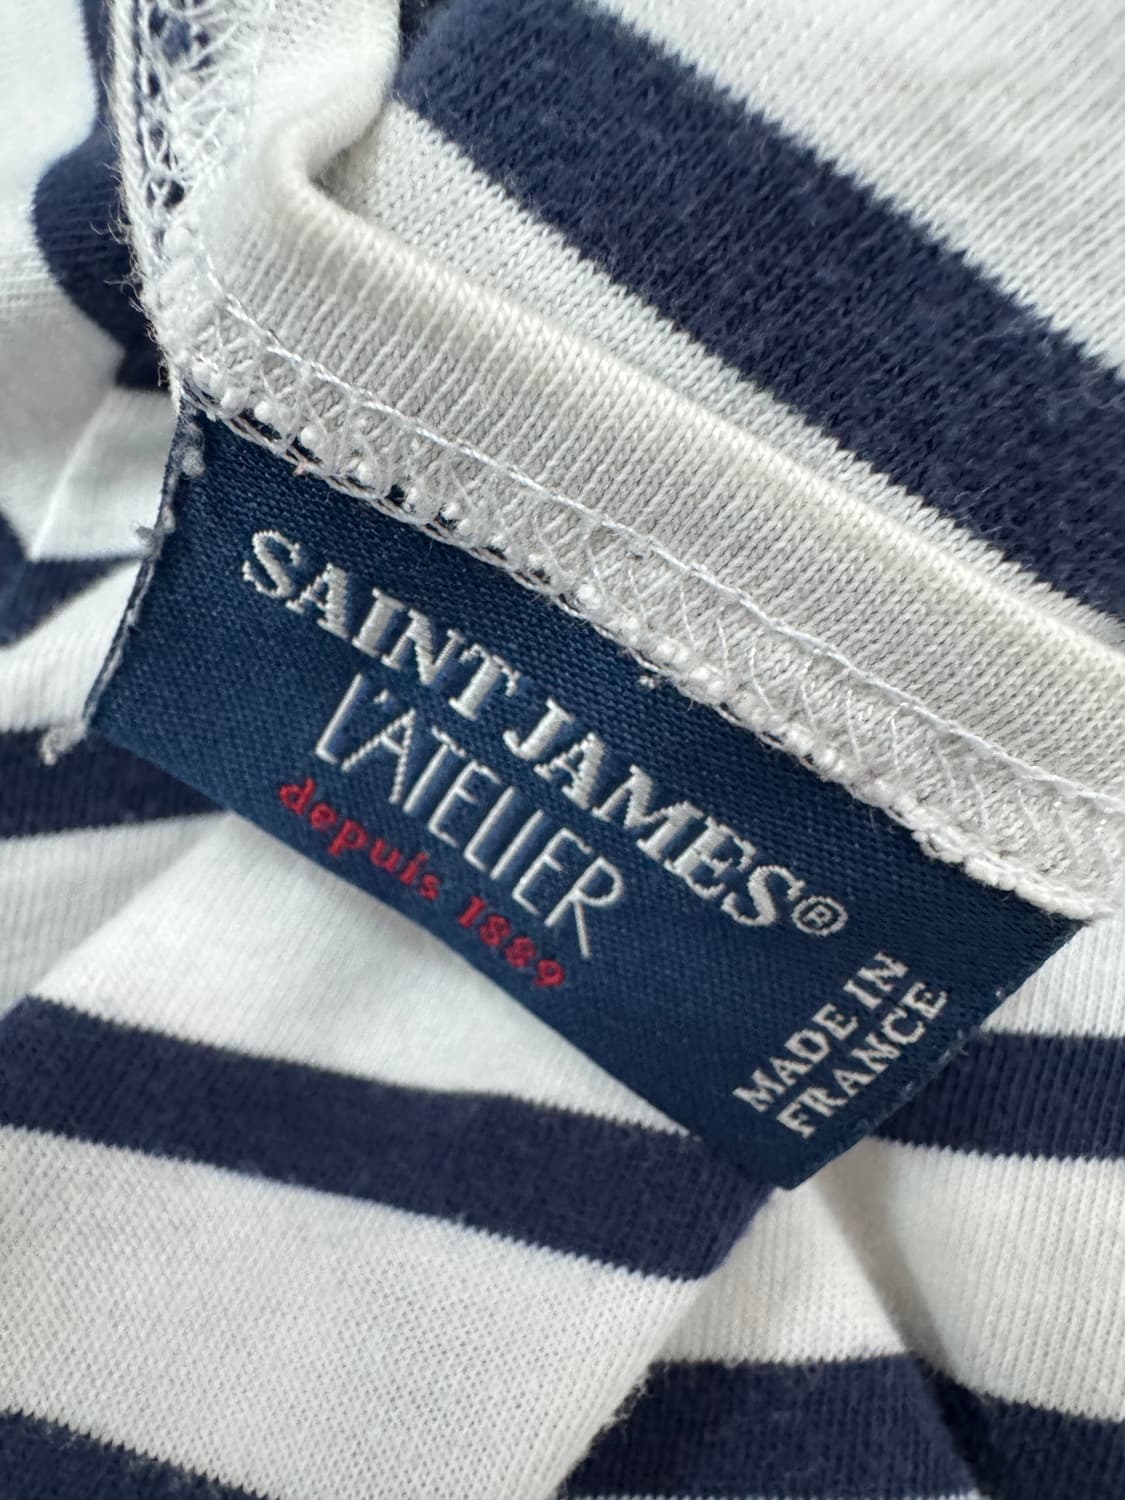 SAINT JAMES®
L'ATELIER
depuis 1889
MADE IN
FRANCE